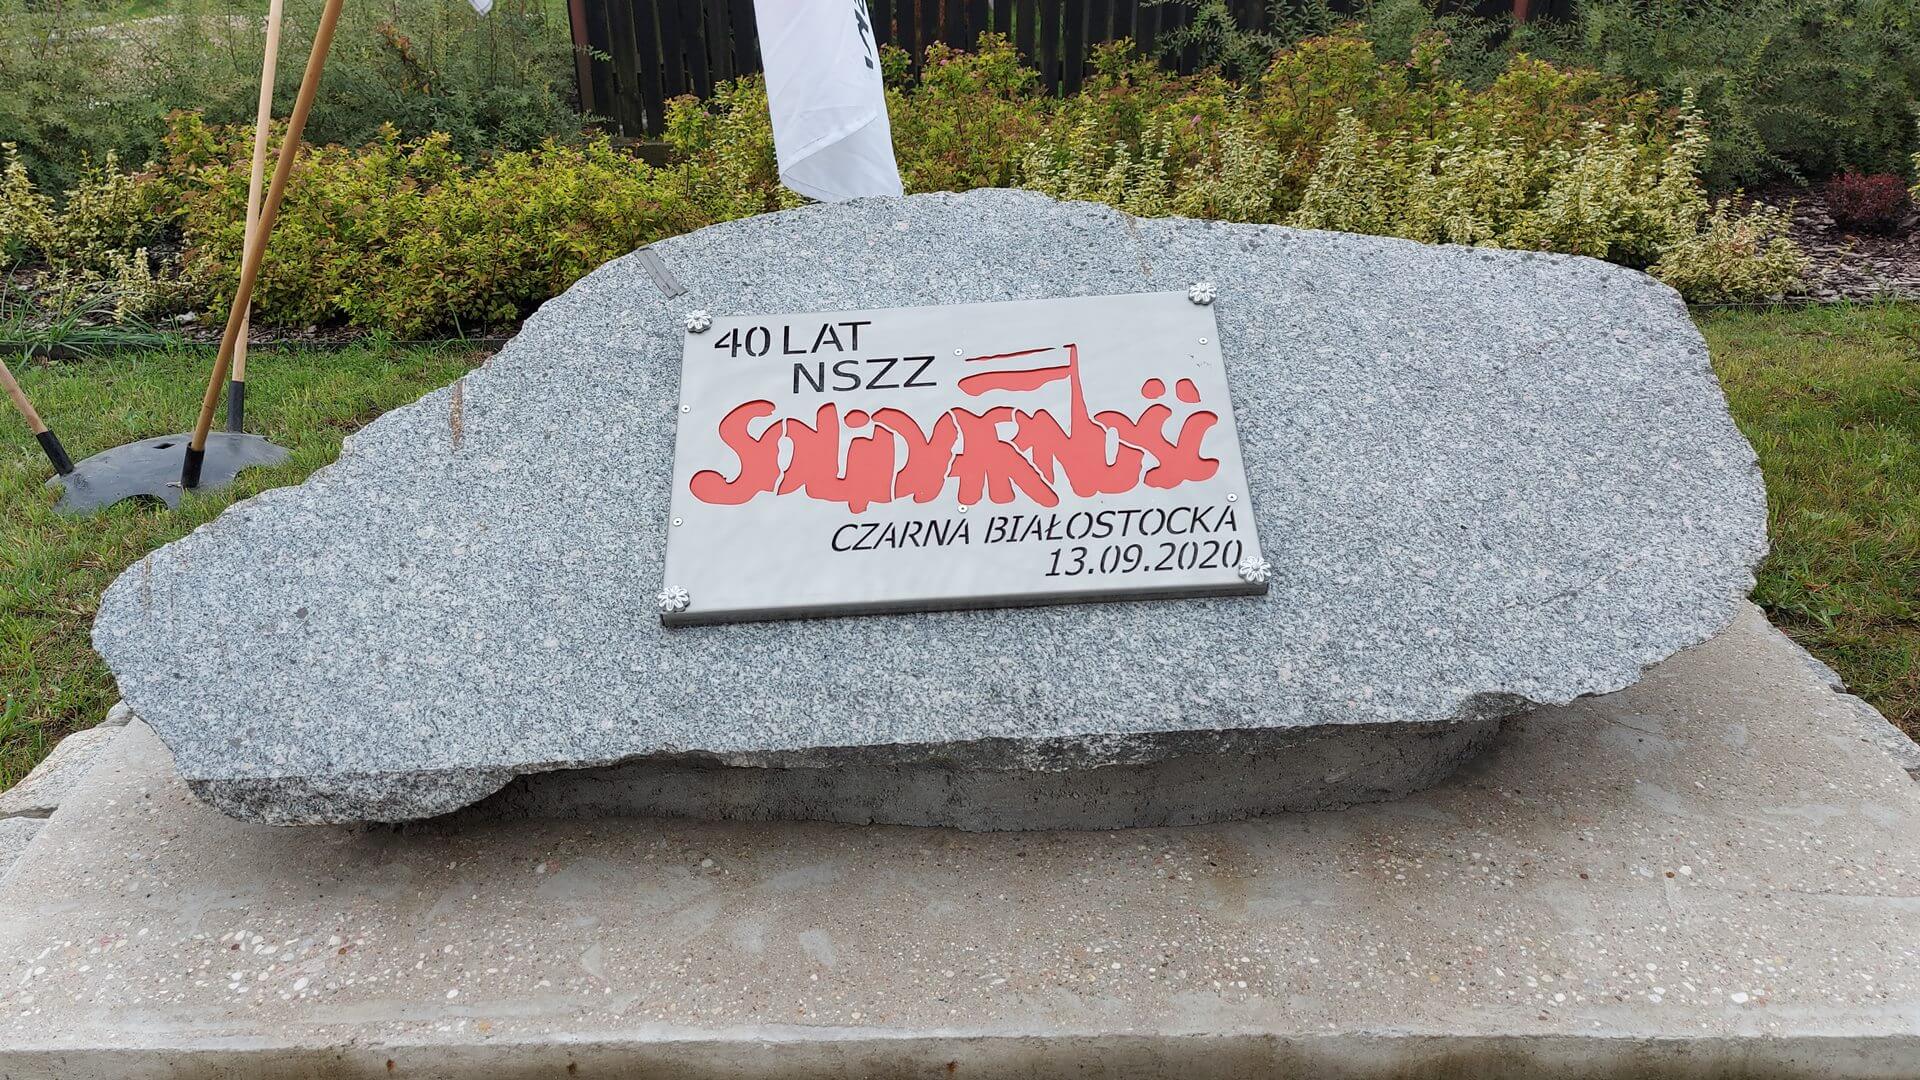 40 LAT
NSZZ
SOLIDARNOŚĆ
CZARNA BIAŁOSTOCKA
13.09.2020